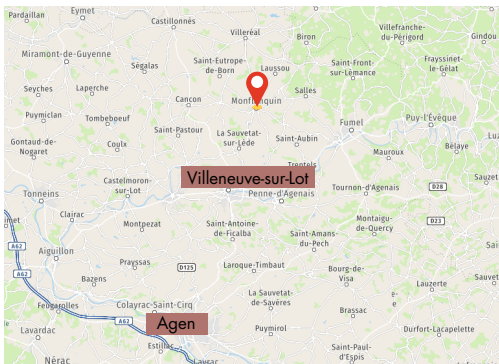 Pardaillan
Eymet
Castillonnès
Villeréal
Biron
Villefranche-
du-Périgord
Gindou
Miramont-de-Guyenne
Ségalas
Saint-Eutrope-
de-Born
Laussou
Saint-Front-
sur-Lemance
Frayssinet-
le-Gélat
Seyches
Laperche
Cancon
Monflanquin
Salles
Puymiclan
Tombeboeuf
Fumel
Puy-l'Évêque
Gontaud-de-
Nogaret
Coulx
Saint-Pastour
La Sauvetat-
sur-Lède
Saint-Aubin
Mauroux
Bélaye
Trentels
Castelmoron-
sur-Lot
Villeneuve-sur-Lot
Sauzet
Tonneins
Penne-d'Agenais
Tournon-d'Agenais
D28
Clairac
Montpezat
Saint-Antoine-
de-Ficalba
Saint-Amans-
du-Pech
Montaigu-
de-Quercy
D23
A62
Aiguillon
Prayssas
D125
Laroque-Timbaut
Bourg-de-
Visa
A62
Bazens
Lauzerte
Sauvet
Feugarolles
Colayrac-Saint-Cirq
La Sauvetat-
de-Savères
Brassac
A62
Agen
Lavardac
Puymirol
Durfort-Lacapelette
Estillac
Saint-Paul-
d'Espis
Nérac
Layrac